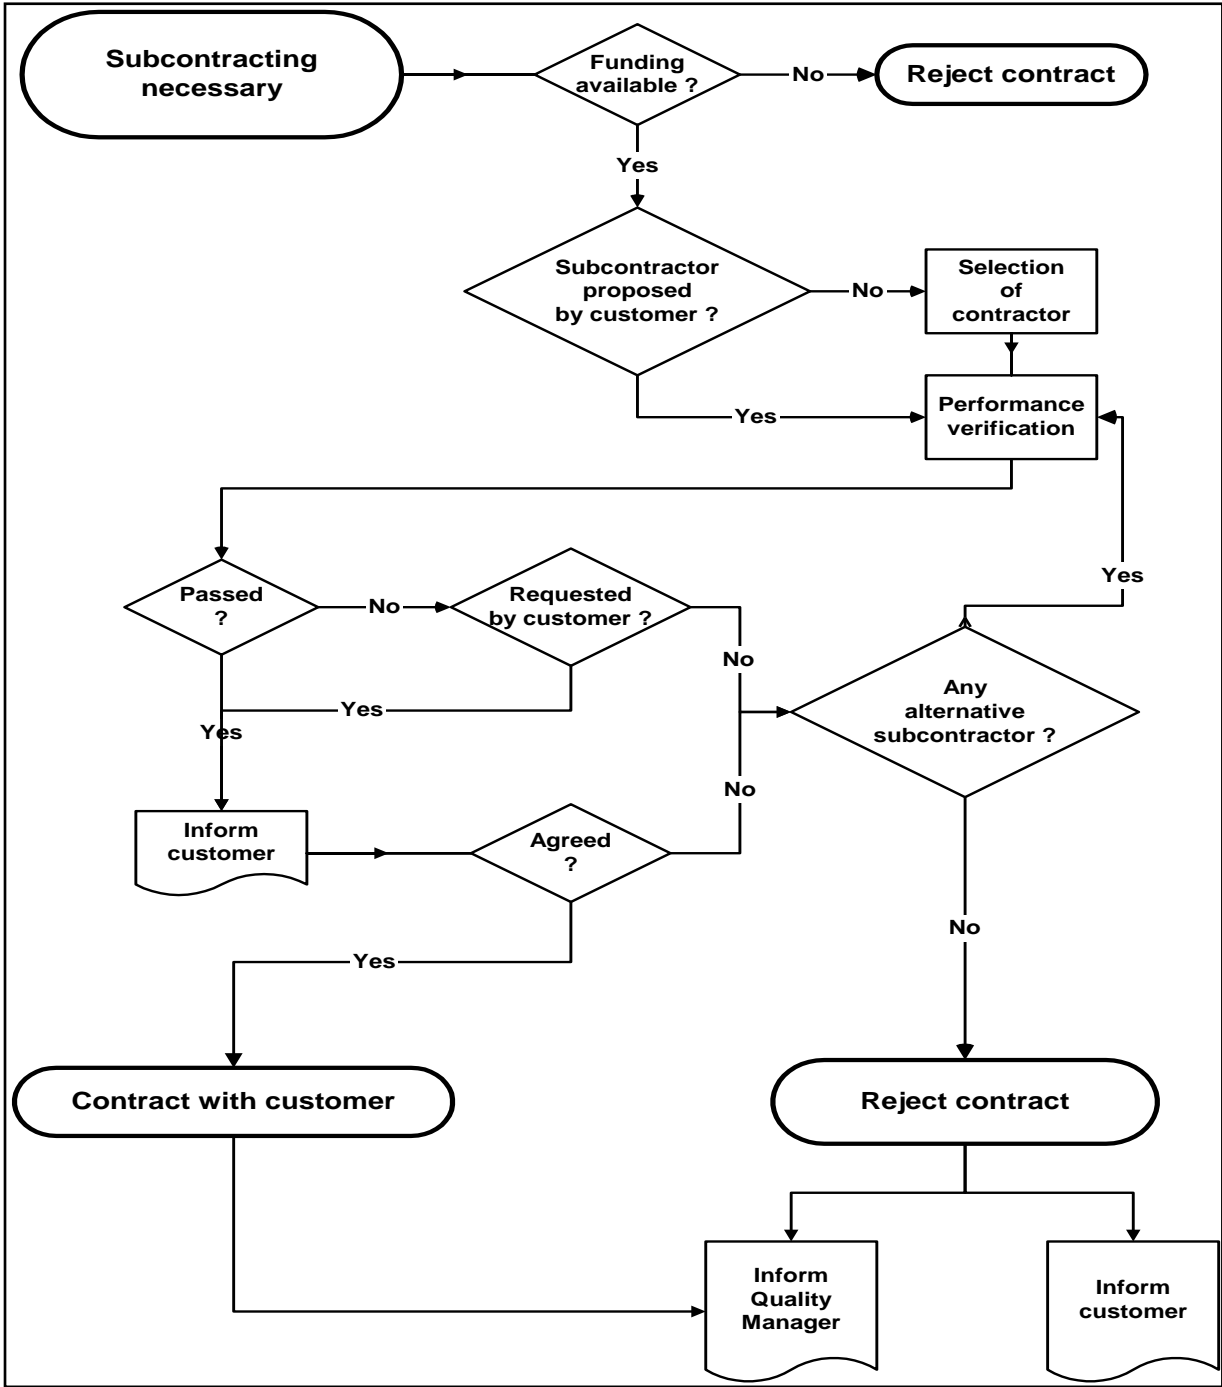 Subcontracting
necessary
Funding
available ?
No
Reject contract
Yes
Subcontractor
proposed
by customer ?
No
Selection
of
contractor
Yes
Performance
verification
Yes
Passed
?
No
Requested
by customer ?
No
Yes
Yes
Any
alternative
subcontractor ?
No
Inform
customer
Agreed
?
No
Yes
Contract with customer
Reject contract
Inform
Quality
Manager
Inform
customer